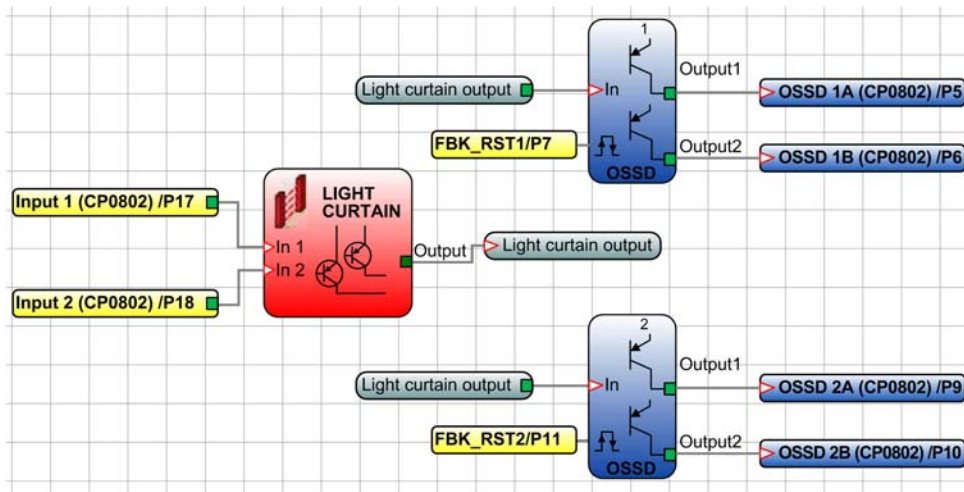 1
Output1
Light curtain output
In
OSSD 1A (CP0802) /P5
FBK_RST1/P7
Output2
OSSD 1B (CP0802) /P6
OSSD
Input 1 (CP0802) /P17
LIGHT
CURTAIN
In 1
Output
Light curtain output
In 2
Input 2 (CP0802) /P18
2
Output1
Light curtain output
In
OSSD 2A (CP0802) /P9
FBK_RST2/P11
Output2
OSSD 2B (CP0802) /P10
OSSD